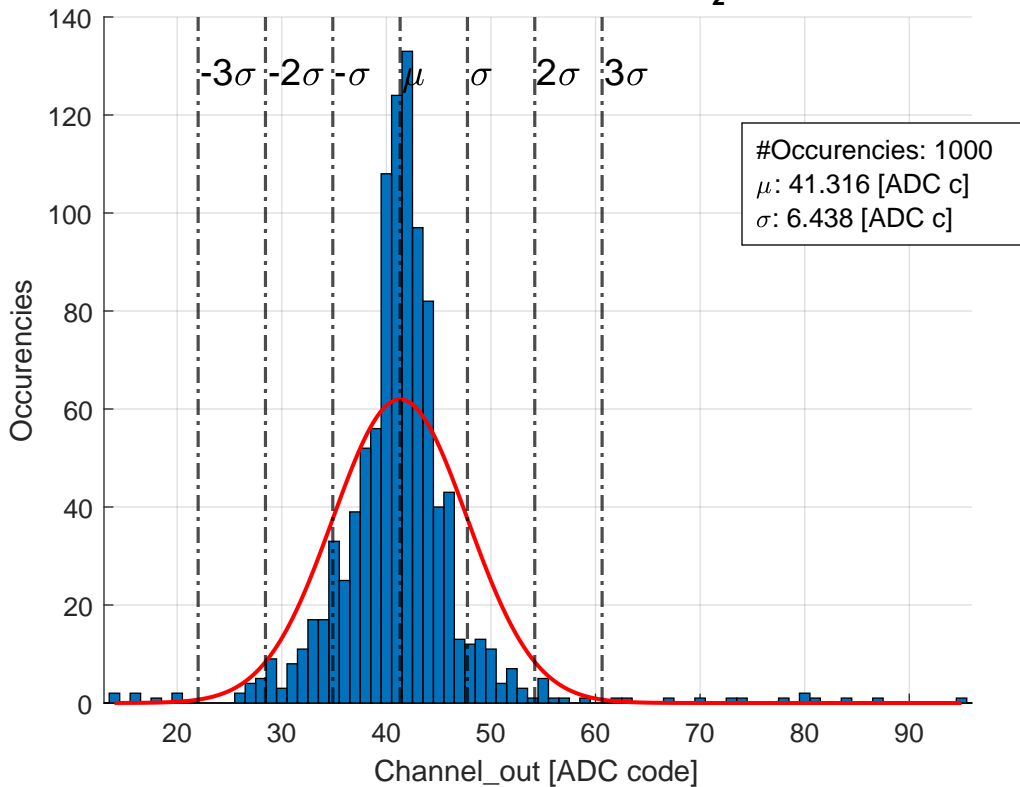 2
140
120
100
80
60
40
20
0
-3σ -2σ -σ μ σ 2σ 3σ
#Occurencies: 1000
μ: 41.316 [ADC c]
σ: 6.438 [ADC c]
Occurencies
20 30 40 50 60 70 80 90
Channel_out [ADC code]